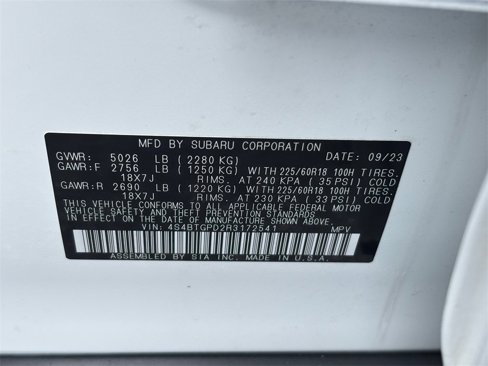 MFD BY SUBARU CORPORATION
GVWR: 5026 LB ( 2280 KG) DATE: 09/23
GAWR:F 2756 LB ( 1250 KG) WITH 225/60R18 100H TIRES.
18X7J RIMS. AT 240 KPA ( 35 PSI) COLD
GAWR:R 2690 LB ( 1220 KG) WITH 225/60R18 100H TIRES.
18X7J RIMS. AT 230 KPA ( 33 PSI) COLD
THIS VEHICLE CONFORMS TO ALL APPLICABLE FEDERAL MOTOR
VEHICLE SAFETY AND THEFT PREVENTION STANDARDS
IN EFFECT ON THE DATE OF MANUFACTURE SHOWN ABOVE.
VIN: 4S4BTGPD2R3172541 MPV
ASSEMBLED BY SIA INC. MADE IN U.S.A.